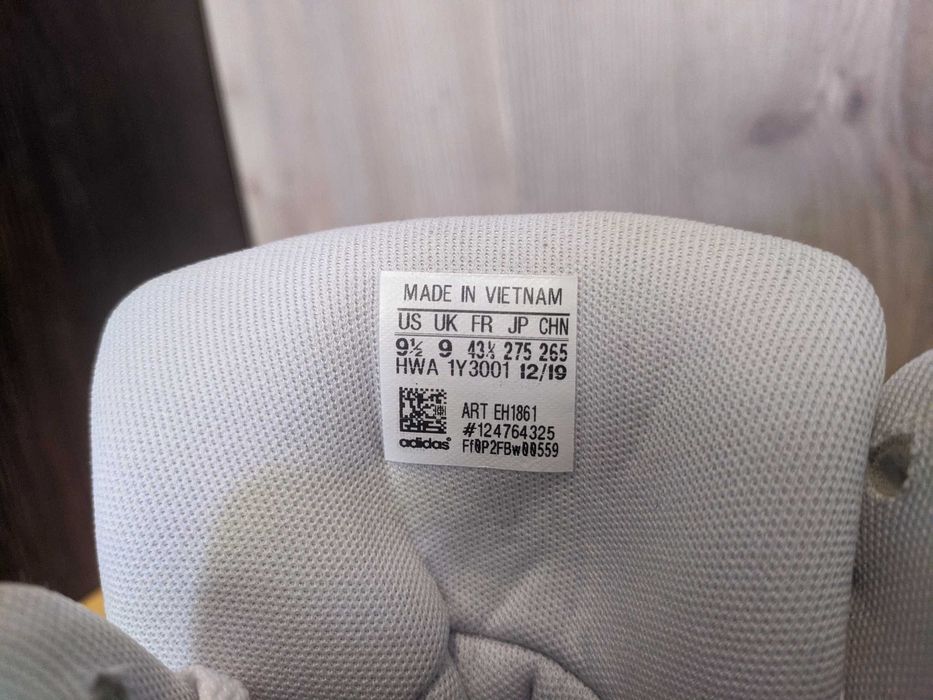 MADE IN VIETNAM
US UK FR JP CHN
9½ 9 43⅓ 275 265
HWA 1Y3001 12/19
ART EH1861
#124764325
adidas
Ff0P2FBw00559